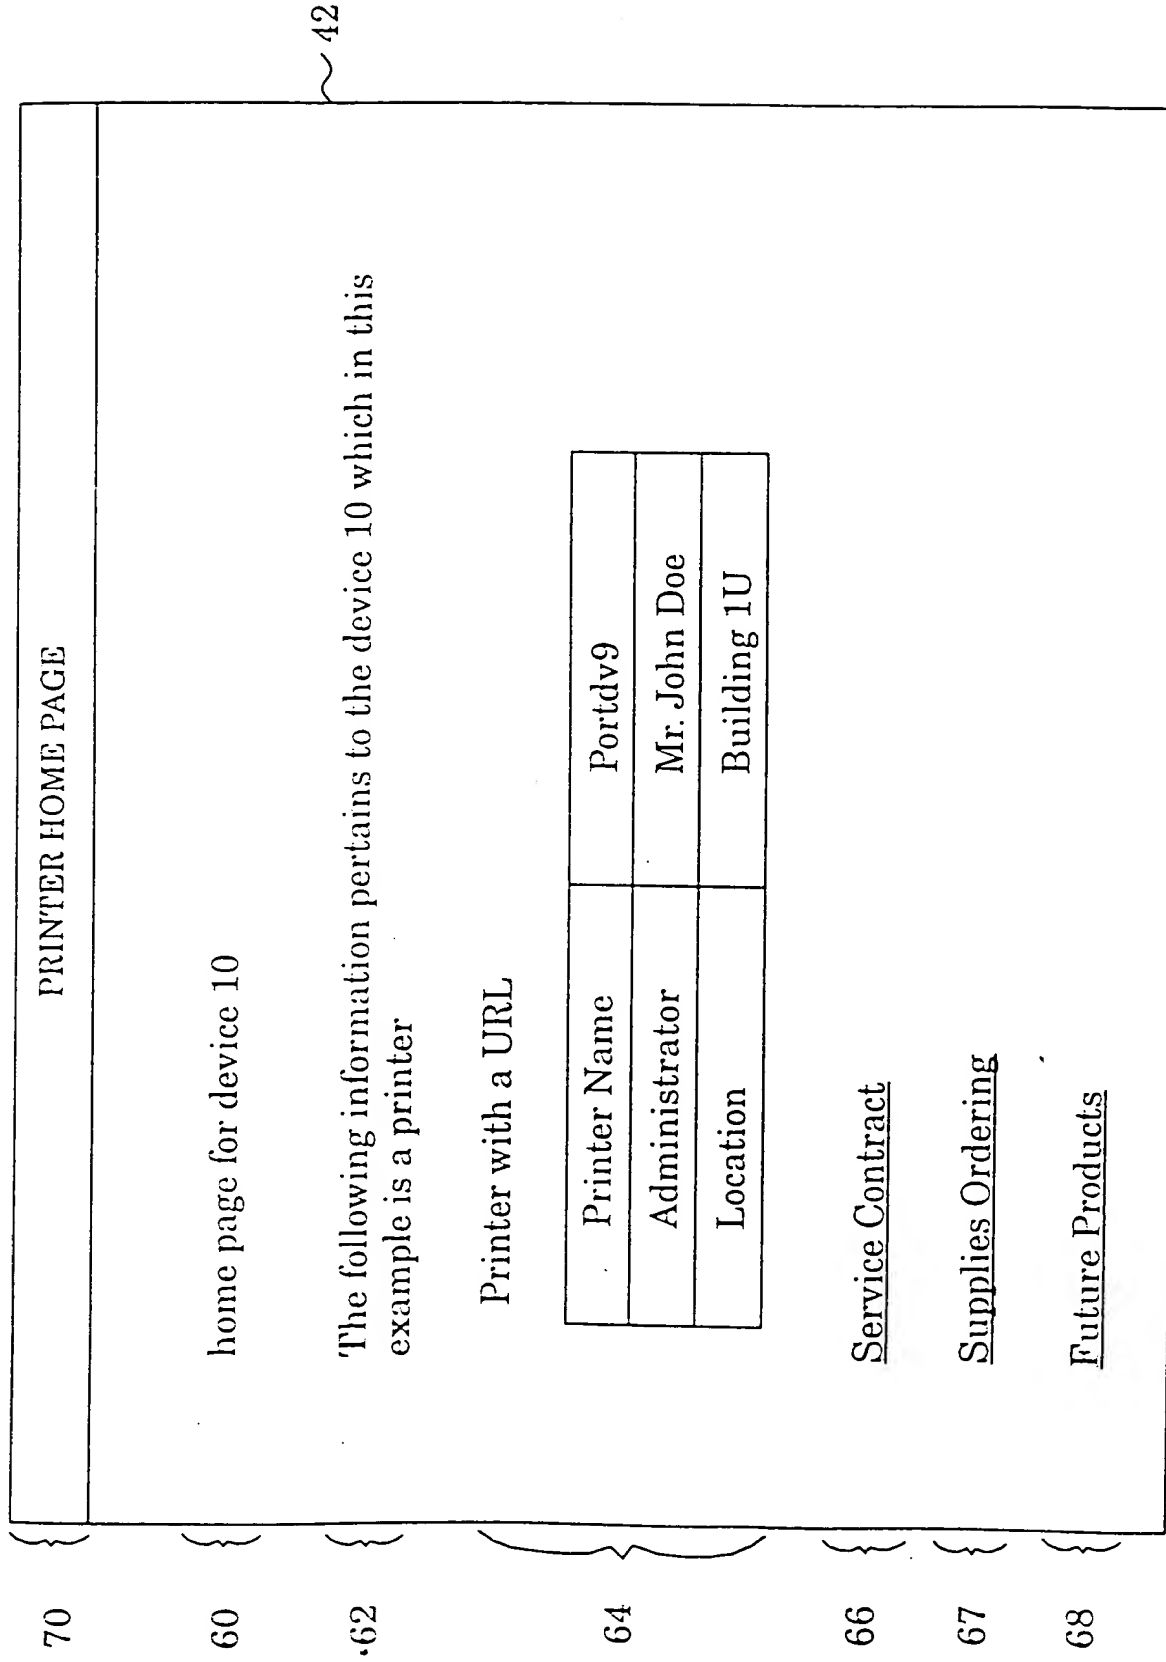 70 PRINTER HOME PAGE
60 home page for device 10
62 The following information pertains to the device 10 which in this
example is a printer
42
Printer with a URL
64
Printer Name Portdv9
Administrator Mr. John Doe
Location Building 1U
66 Service Contract
67 Supplies Ordering
68 Future Products